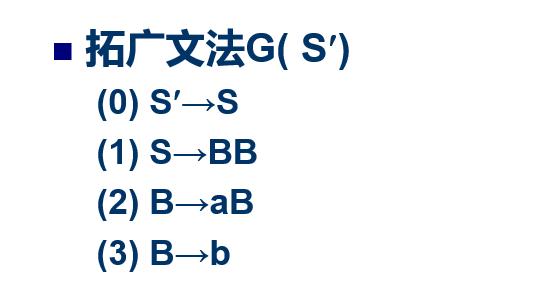 ■ 拓广文法G( S′)
(0) S′→S
(1) S→BB
(2) B→aB
(3) B→b